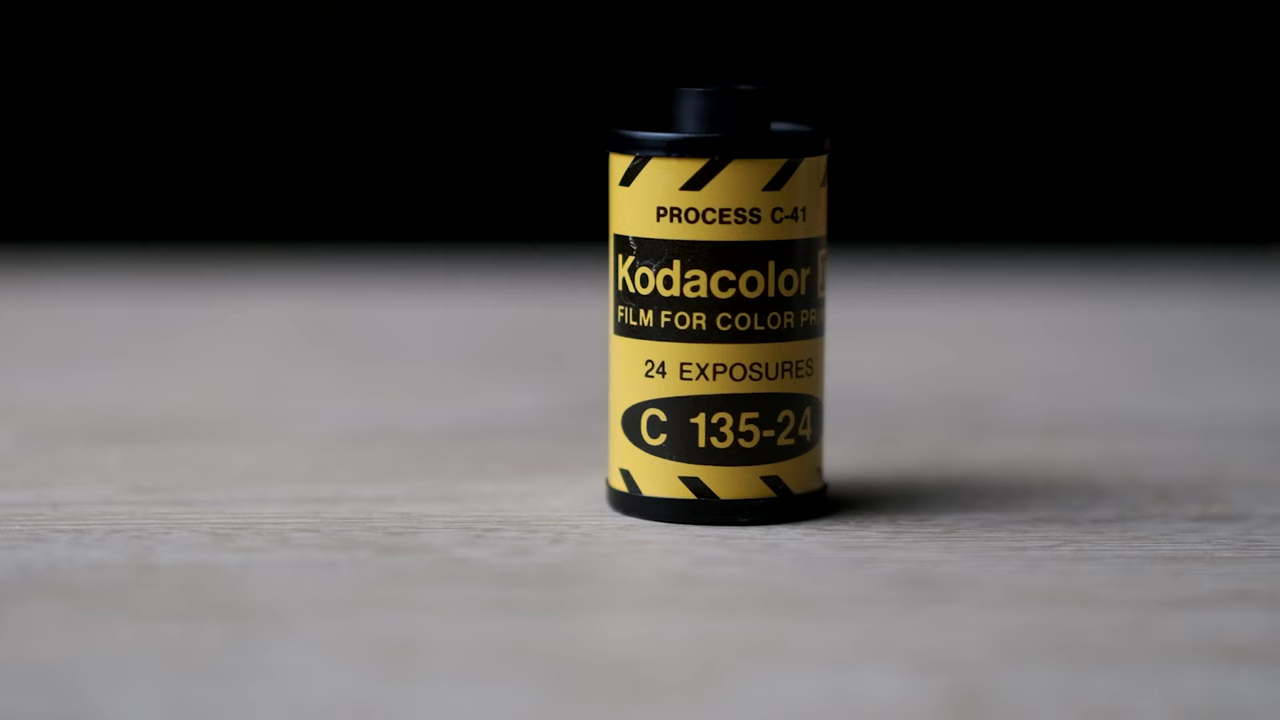 PROCESS C-41
Kodacolor
FILM FOR COLOR
24 EXPOSURES
C 135-24